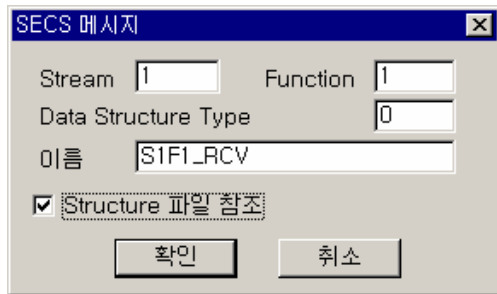 SECS 메시지
Stream 1 Function 1
Data Structure Type 0
이름 S1F1_RCV
Structure 파일 참조
확인 취소